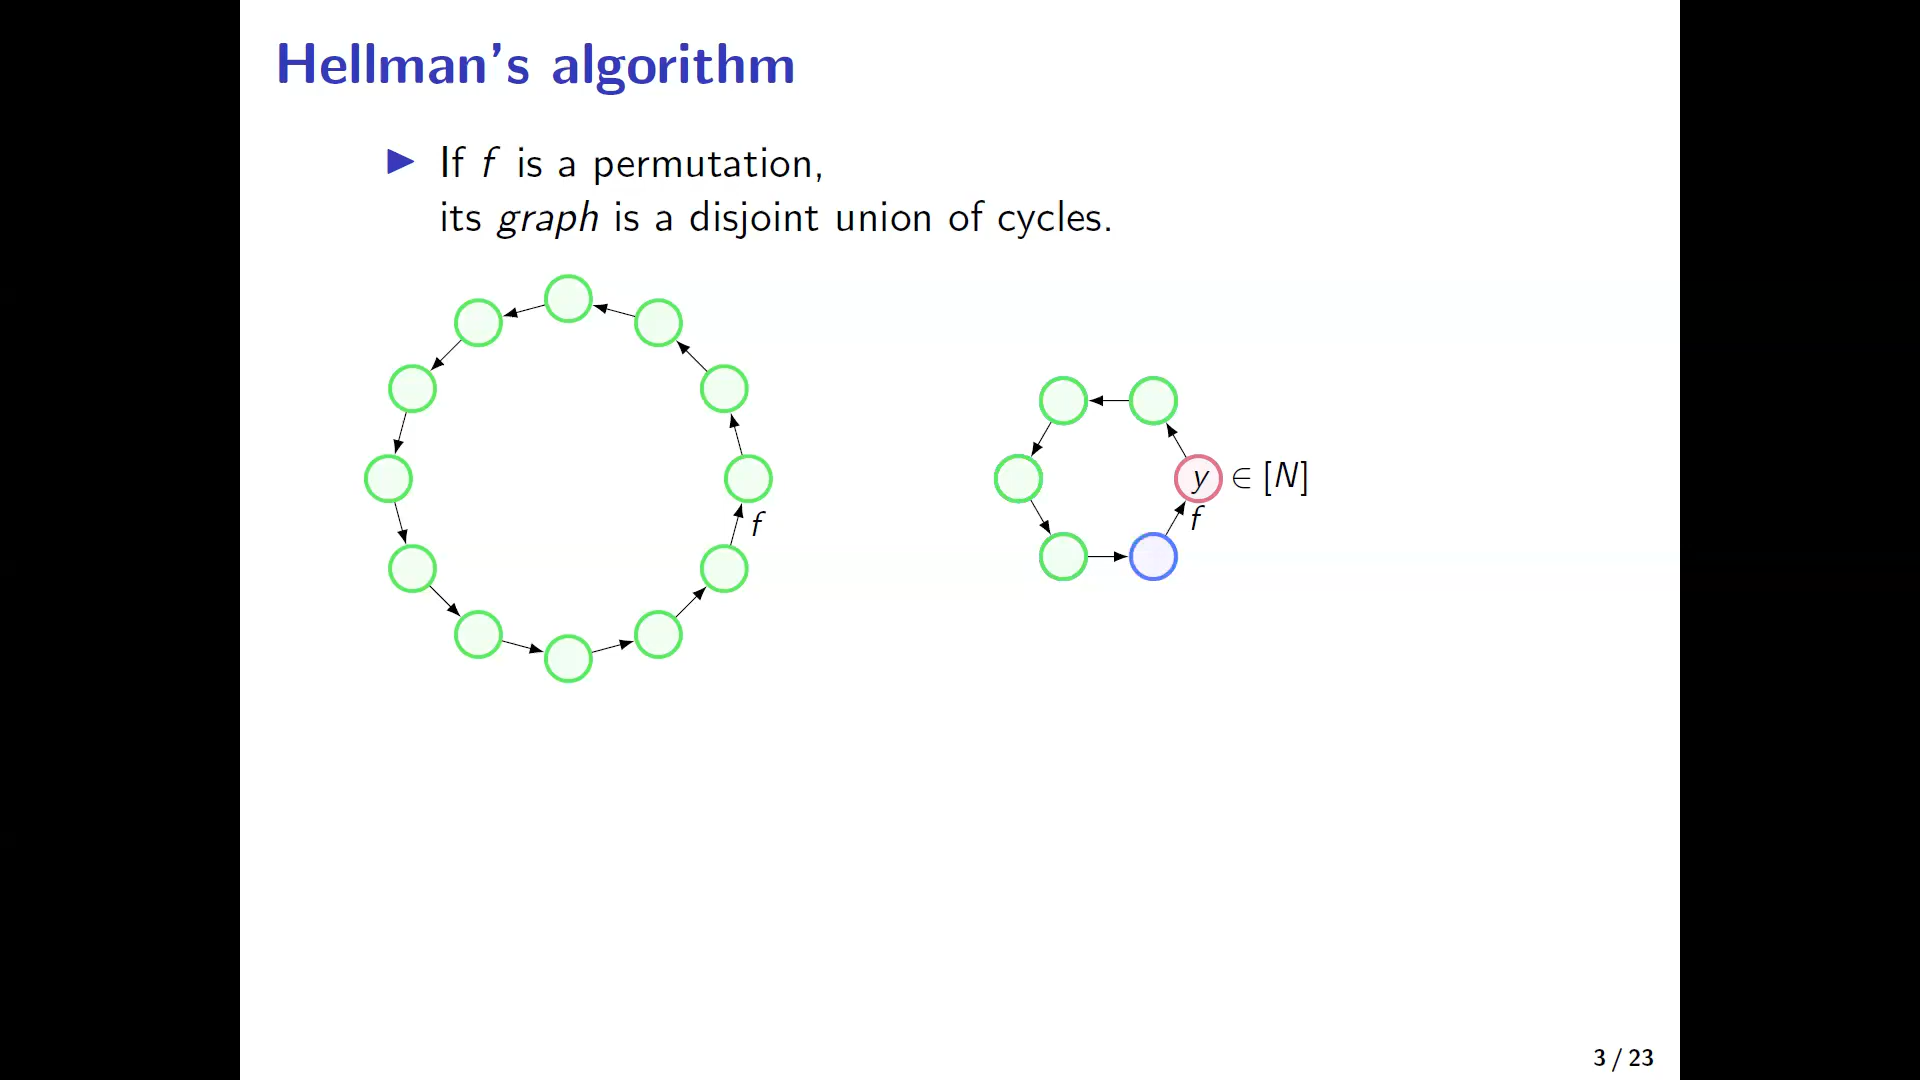 Hellman's algorithm
▶ If f is a permutation,
its graph is a disjoint union of cycles.
y ∈ [N]
f
f
3 / 23